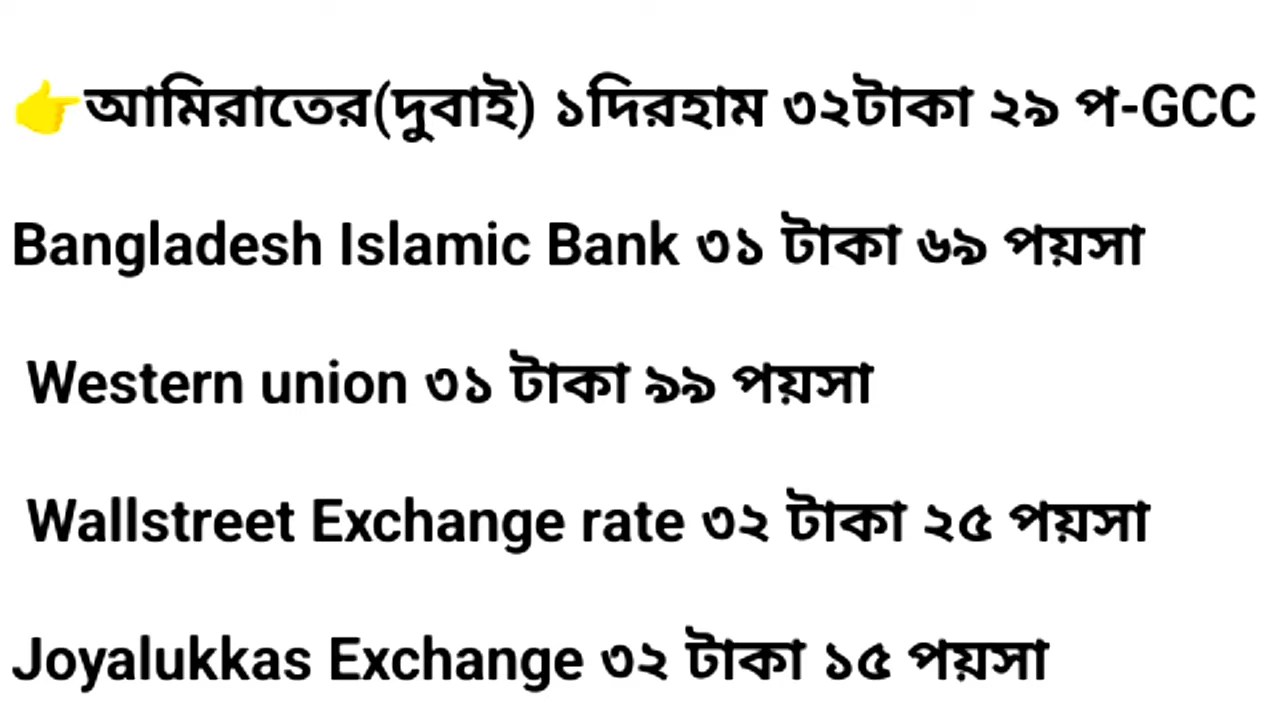 👉আমিরাতের(দুবাই) ১দিরহাম ৩২টাকা ২৯ প-GCC
Bangladesh Islamic Bank ৩১ টাকা ৬৯ পয়সা
Western union ৩১ টাকা ৯৯ পয়সা
Wallstreet Exchange rate ৩২ টাকা ২৫ পয়সা
Joyalukkas Exchange ৩২ টাকা ১৫ পয়সা